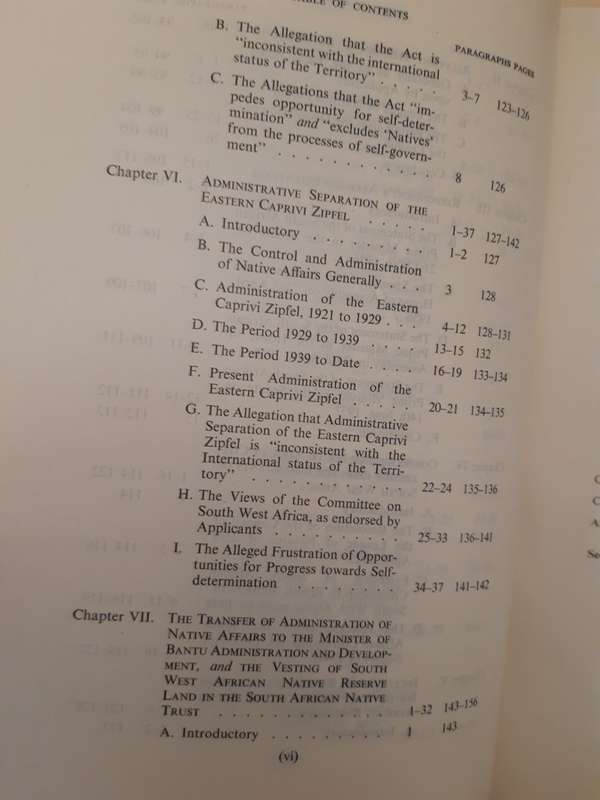 TABLE OF CONTENTS
PARAGRAPHS PAGES
B. The Allegation that the Act is
"inconsistent with the international
status of the Territory" . . . . . 3–7 123–126
C. The Allegations that the Act "im-
pedes opportunity for self-deter-
mination" and "excludes 'Natives'
from the processes of self-govern-
ment" . . . . . . . . . . . 8 126
Chapter VI. ADMINISTRATIVE SEPARATION OF THE
EASTERN CAPRIVI ZIPFEL . . . . . 1–37 127–142
A. Introductory . . . . . . . . 1–2 127
B. The Control and Administration
of Native Affairs Generally . . . 3 128
C. Administration of the Eastern
Caprivi Zipfel, 1921 to 1929 . . . 4–12 128–131
D. The Period 1929 to 1939 . . . . 13–15 132
E. The Period 1939 to Date . . . . 16–19 133–134
F. Present Administration of the
Eastern Caprivi Zipfel . . . . . 20–21 134–135
G. The Allegation that Administrative
Separation of the Eastern Caprivi
Zipfel is "inconsistent with the
International status of the Terri-
tory" . . . . . . . . . . . . 22–24 135–136
H. The Views of the Committee on
South West Africa, as endorsed by
Applicants . . . . . . . . . . 25–33 136–141
I. The Alleged Frustration of Oppor-
tunities for Progress towards Self-
determination . . . . . . . . 34–37 141–142
Chapter VII. THE TRANSFER OF ADMINISTRATION OF
NATIVE AFFAIRS TO THE MINISTER OF
BANTU ADMINISTRATION AND DEVELOP-
MENT, and THE VESTING OF SOUTH
WEST AFRICAN NATIVE RESERVE
LAND IN THE SOUTH AFRICAN NATIVE
TRUST . . . . . . . . . . . . 1–32 143–156
A. Introductory . . . . . . . . . 1 143
(vi)